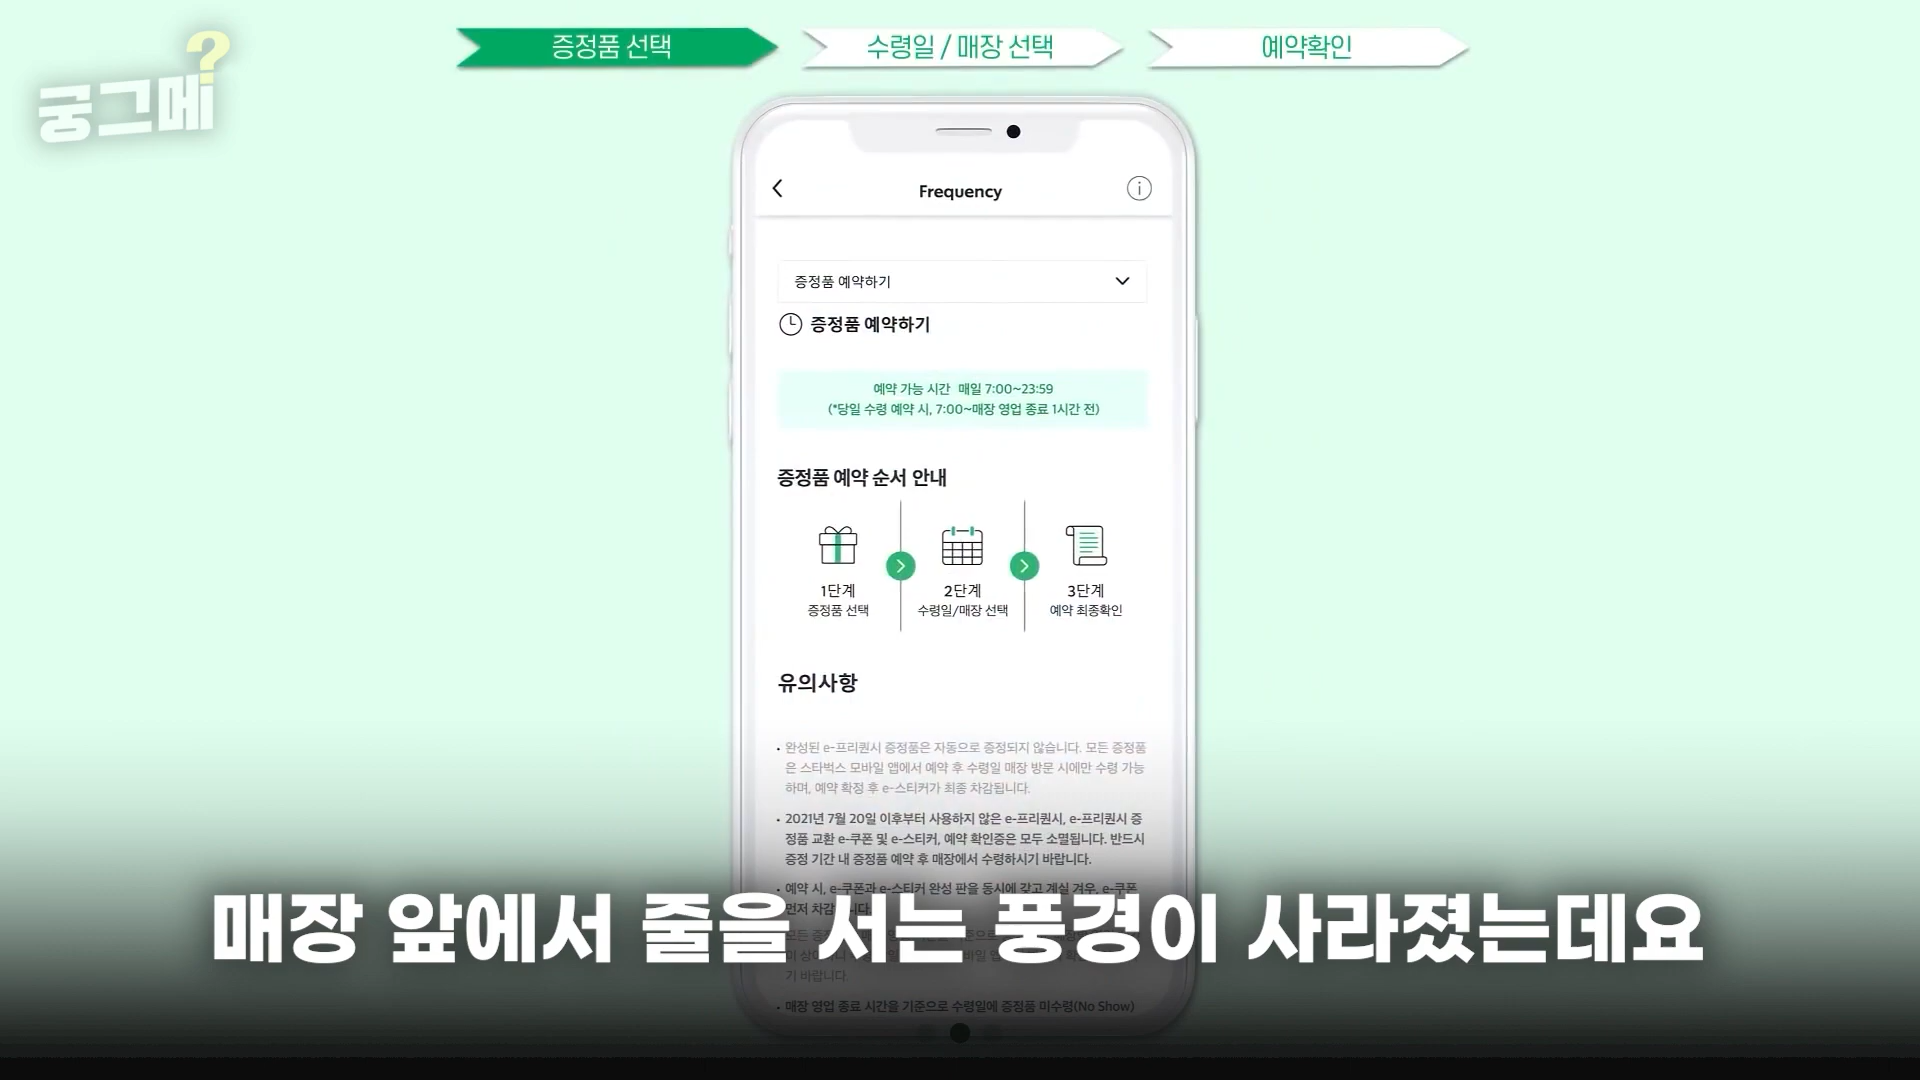 궁그메?
증정품 선택
수령일 / 매장 선택
예약확인
Frequency
증정품 예약하기
증정품 예약하기
예약 가능 시간 매일 7:00~23:59
(*당일 수령 예약 시, 7:00~매장 영업 종료 1시간 전)
증정품 예약 순서 안내
1단계
증정품 선택
2단계
수령일/매장 선택
3단계
예약 최종확인
유의사항
• 완성된 e-프리퀀시 증정품은 자동으로 증정되지 않습니다. 모든 증정품
은 스타벅스 모바일 앱에서 예약 후 수령일 매장 방문 시에만 수령 가능
하며, 예약 확정 후 e-스티커가 최종 차감됩니다.
• 2021년 7월 20일 이후부터 사용하지 않은 e-프리퀀시, e-프리퀀시 증
정품 교환 e-쿠폰 및 e-스티커, 예약 확인증은 모두 소멸됩니다. 반드시
증정 기간 내 증정품 예약 후 매장에서 수령하시기 바랍니다.
• 예약 시, e-쿠폰과 e-스티커 완성 판을 동시에 갖고 계실 겨우, e-쿠폰
먼저 차감
기 바랍니다.
• 매장 영업 종료 시간을 기준으로 수령일에 증정품 미수령(No Show)
매장 앞에서 줄을 서는 풍경이 사라졌는데요